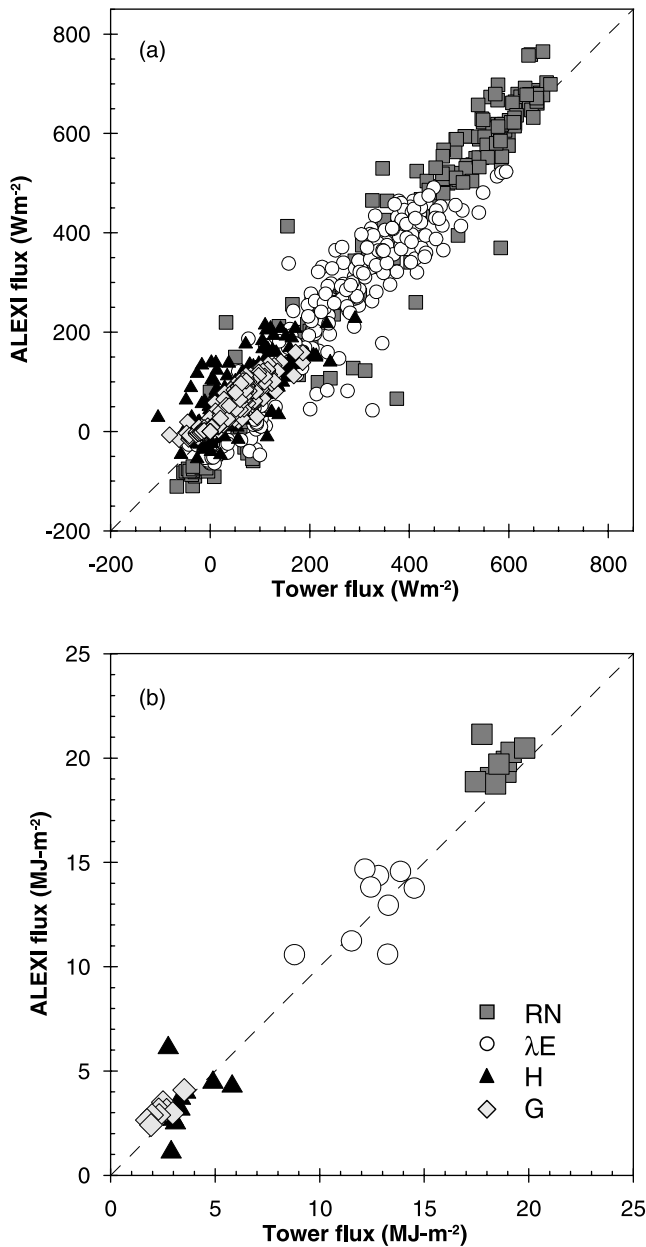 (a)
800
600
400
200
0
-200
ALEXI flux (Wm-2)
-200 0 200 400 600 800
Tower flux (Wm-2)
(b)
25
20
15
10
5
0
ALEXI flux (MJ-m-2)
RN
λE
H
G
0 5 10 15 20 25
Tower flux (MJ-m-2)